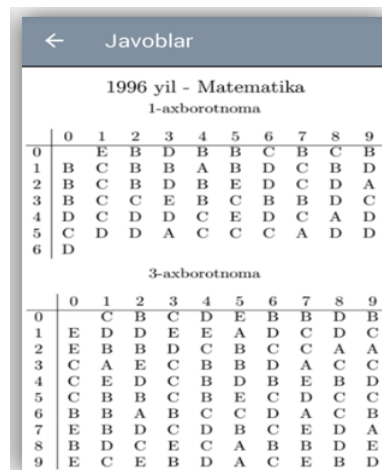 ← Javoblar
1996 yil - Matematika
1-axborotnoma
0 1 2 3 4 5 6 7 8 9
0 E B D B B C B C B
1 B C B B A B D C B D
2 B C B D B E D C D A
3 B C C E B C B B D C
4 D C D D C E D C A D
5 C D D A C C C A D D
6 D
3-axborotnoma
0 1 2 3 4 5 6 7 8 9
0 C B C D E B B D B
1 E D D E E A D C D C
2 E B B D C B C C A A
3 C A E C B B D A C C
4 C E D C B D B E B D
5 C B B C B E C D C C
6 B B A B C C D A C B
7 E B D C D B C E D A
8 B D C E C A B B D E
9 E C E B D A C E B D